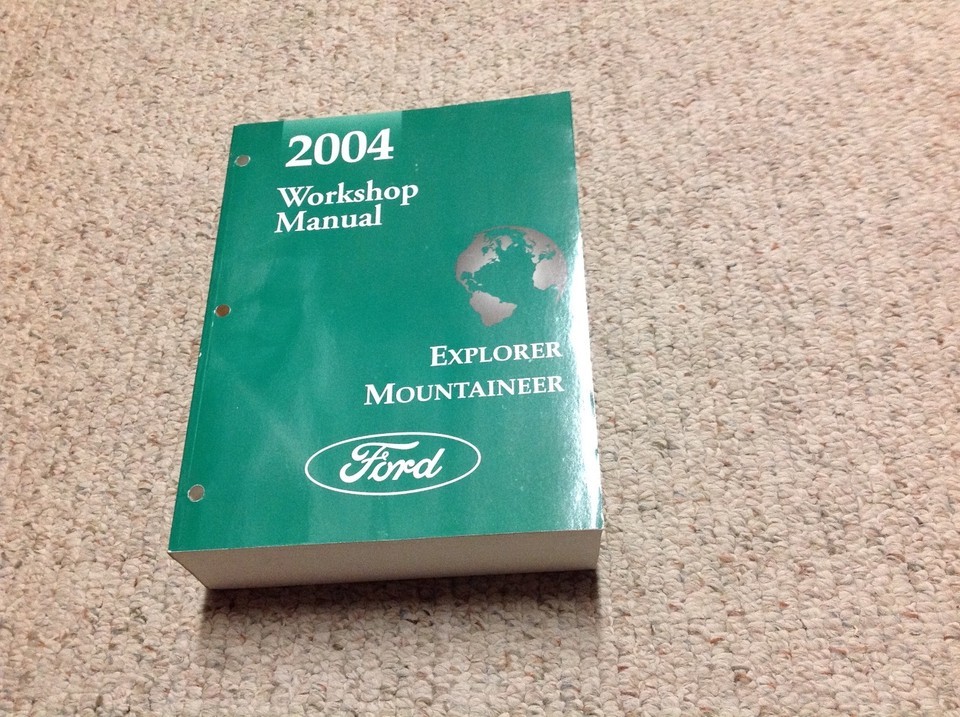 2004
Workshop
Manual
EXPLORER
MOUNTAINEER
Ford